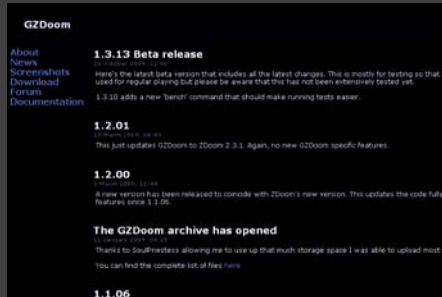 GZDoom
About
News
Screenshots
Download
Forum
Documentation
1.3.13 Beta release
Here's the latest beta version that includes all the latest changes. This is mostly for testing so that
used for regular playing but please be aware that this has not been extensively tested yet.
1.3.10 adds a new 'bench' command that should make running tests easier.
1.2.01
This just updates GZDoom to ZDoom 2.3.1. Again, no new GZDoom specific features.
1.2.00
A new version has been released to coincide with ZDoom's new version. This updates the code fully
features since 1.1.06.
The GZDoom archive has opened
Thanks to SoulPriestess allowing me to use up that much storage space I was able to upload most
You can find the complete list of files here
1.1.06